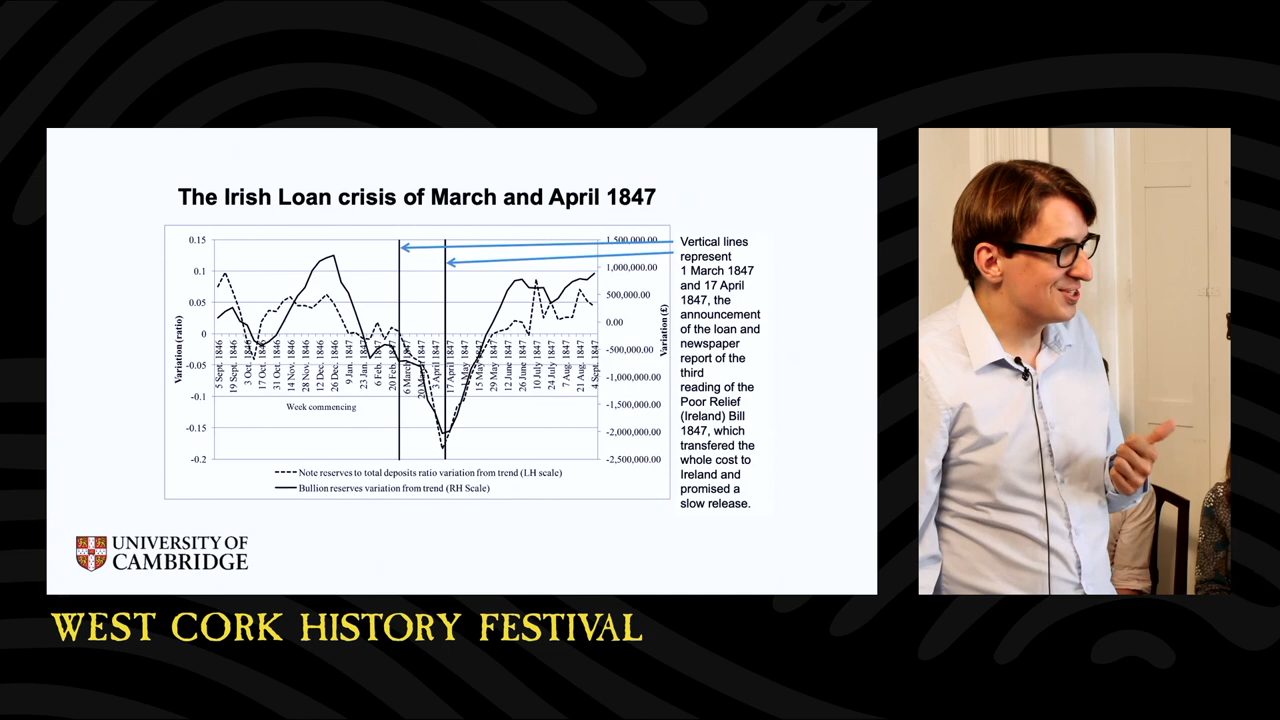 The Irish Loan crisis of March and April 1847
0.15
0.1
0.05
0
-0.05
-0.1
-0.15
-0.2
Variation (ratio)
5 Sept. 1846
19 Sept. 1846
3 Oct. 1846
17 Oct. 1846
31 Oct. 1846
14 Nov. 1846
28 Nov. 1846
12 Dec. 1846
26 Dec. 1846
9 Jan. 1847
23 Jan. 1847
6 Feb. 1847
20 Feb. 1847
6 March 1847
20 March 1847
3 April 1847
17 April 1847
1 May 1847
15 May 1847
29 May 1847
12 June 1847
26 June 1847
10 July 1847
24 July 1847
7 Aug. 1847
21 Aug. 1847
4 Sept. 1847
Week commencing
1,500,000.00
1,000,000.00
500,000.00
0.00
-500,000.00
-1,000,000.00
-1,500,000.00
-2,000,000.00
-2,500,000.00
Variation (£)
Note reserves to total deposits ratio variation from trend (LH scale)
Bullion reserves variation from trend (RH Scale)
Vertical lines
represent
1 March 1847
and 17 April
1847, the
announcement
of the loan and
newspaper
report of the
third
reading of the
Poor Relief
(Ireland) Bill
1847, which
transfered the
whole cost to
Ireland and
promised a
slow release.
UNIVERSITY OF
CAMBRIDGE
WEST CORK HISTORY FESTIVAL